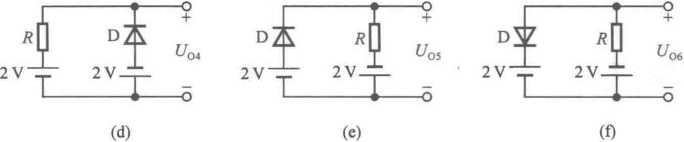 R
D
+
U_O4
2 V
2 V
−
(d)
D
R
+
U_O5
2 V
2 V
−
(e)
D
R
+
U_O6
2 V
2 V
−
(f)